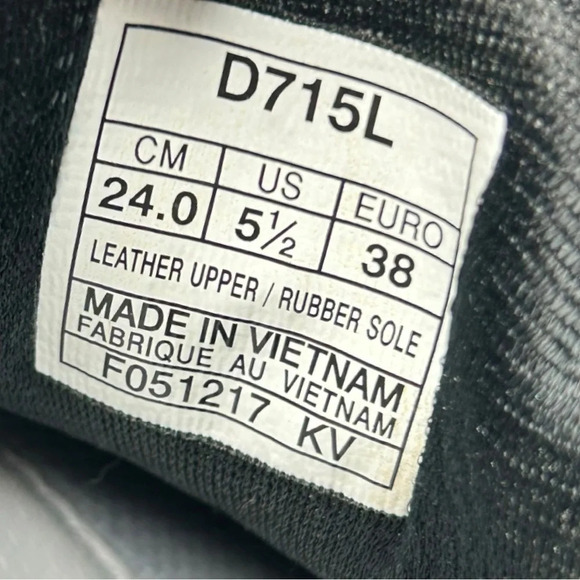 D715L
CM US EURO
24.0 5½ 38
LEATHER UPPER / RUBBER SOLE
MADE IN VIETNAM
FABRIQUE AU VIETNAM
F051217 KV